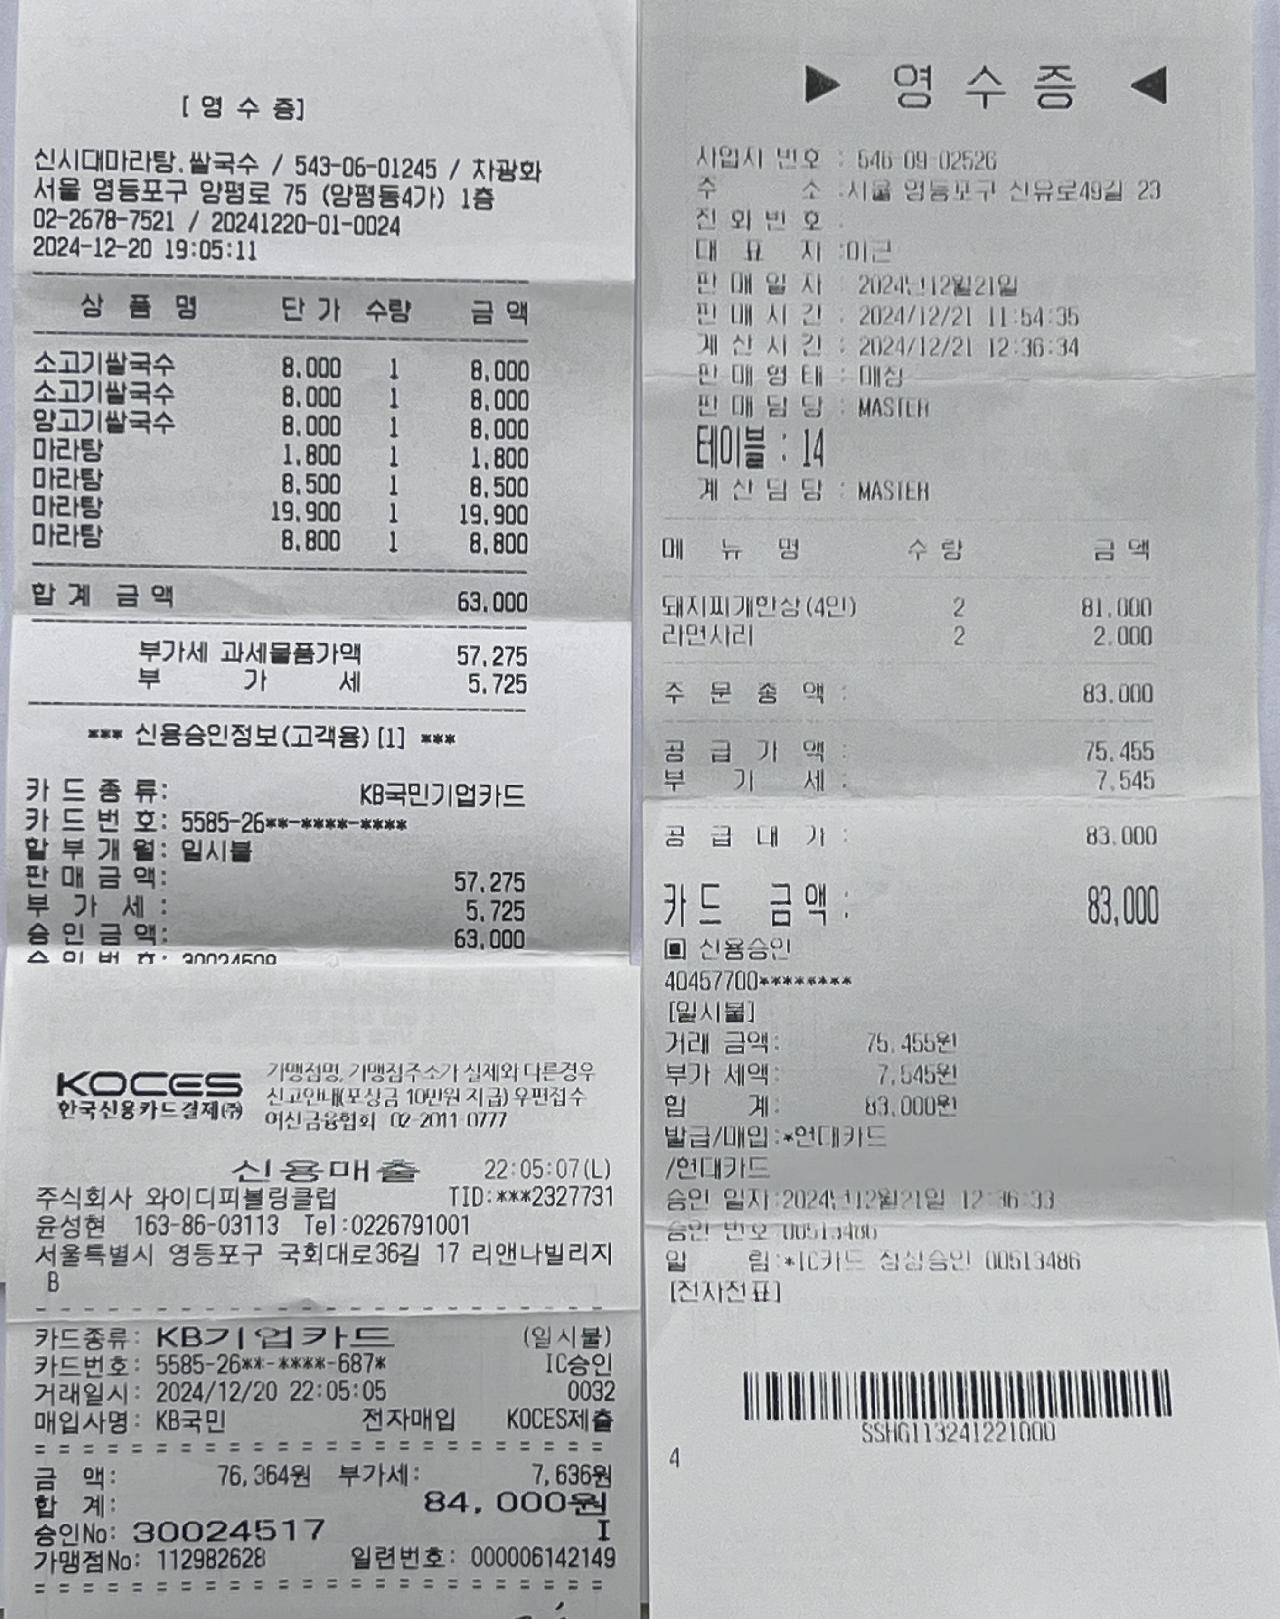 [ 영 수 증]
신시대마라탕.쌀국수 / 543-06-01245 / 차광화
서울 영등포구 양평로 75 (양평동4가) 1층
02-2678-7521 / 20241220-01-0024
2024-12-20 19:05:11
상 품 명 단 가 수량 금 액
소고기쌀국수 8,000 1 8,000
소고기쌀국수 8,000 1 8,000
양고기쌀국수 8,000 1 8,000
마라탕 1,800 1 1,800
마라탕 8,500 1 8,500
마라탕 19,900 1 19,900
마라탕 8,800 1 8,800
합 계 금 액 63,000
부가세 과세물품가액 57,275
부 가 세 5,725
*** 신용승인정보(고객용)[1] ***
카 드 종 류: KB국민기업카드
카 드 번 호: 5585-26**-****-****
할 부 개 월: 일시불
판 매 금 액: 57,275
부 가 세 : 5,725
승 인 금 액: 63,000
승 인 번 호: 30024509
KOCES
한국신용카드결제(주)
가맹점명, 가맹점주소가 실제와 다른경우
신고안내(포상금 10만원 지급) 우편접수
여신금융협회 02-2011-0777
신용매출 22:05:07(L)
주식회사 와이디피볼링클럽 TID:***2327731
윤성현 163-86-03113 Tel:0226791001
서울특별시 영등포구 국회대로36길 17 리앤나빌리지
B
카드종류: KB기업카드 (일시불)
카드번호: 5585-26**-****-687* IC승인
거래일시: 2024/12/20 22:05:05 0032
매입사명: KB국민 전자매입 KOCES제출
금 액: 76,364원 부가세: 7,636원
합 계: 84,000원
승인No: 30024517 I
가맹점No: 112982628 일련번호: 000006142149
▶ 영 수 증 ◀
사업자 번호 : 546-09-02526
주 소 :서울 영등포구 선유로49길 23
전 화 번 호 :
대 표 자 :이근
판 매 일 자 : 2024년12월21일
판 매 시 간 : 2024/12/21 11:54:35
계 산 시 간 : 2024/12/21 12:36:34
판 매 형 태 : 매장
판 매 담 당 : MASTER
테이블 : 14
계 산 담 당 : MASTER
메 뉴 명 수 량 금 액
돼지찌개한상(4인) 2 81,000
라면사리 2 2,000
주 문 총 액 : 83,000
공 급 가 액 : 75,455
부 가 세 : 7,545
공 급 대 가 : 83,000
카드 금액 : 83,000
▣ 신용승인
40457700********
[일시불]
거래 금액: 75,455원
부가 세액: 7,545원
합 계: 83,000원
발급/매입:*현대카드
/현대카드
승인 일자:2024년12월21일 12:36:33
승인 번호 00513486
알 림:*IC카드 정상승인 00513486
[전자전표]
SSHG113241221000
4